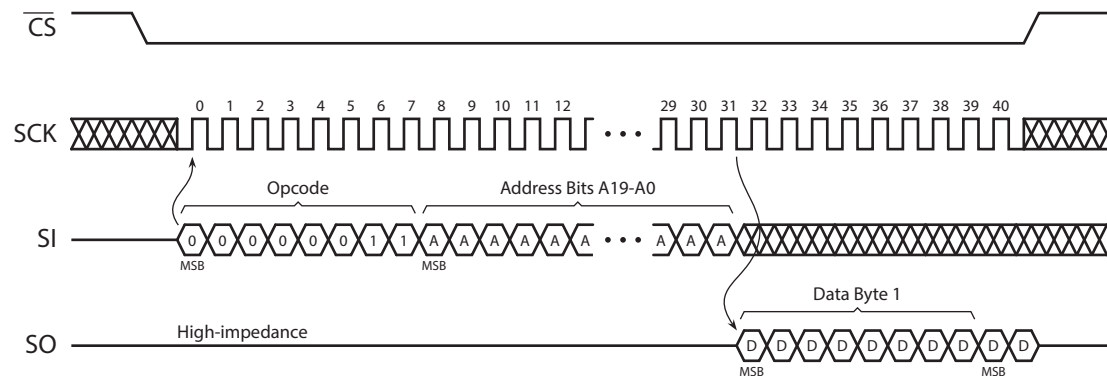 CS
0 1 2 3 4 5 6 7 8 9 10 11 12 29 30 31 32 33 34 35 36 37 38 39 40
SCK •••
Opcode Address Bits A19-A0
SI 0 0 0 0 0 0 1 1 A A A A A A ••• A A A
MSB MSB
Data Byte 1
High-impedance
SO D D D D D D D D D D
MSB MSB